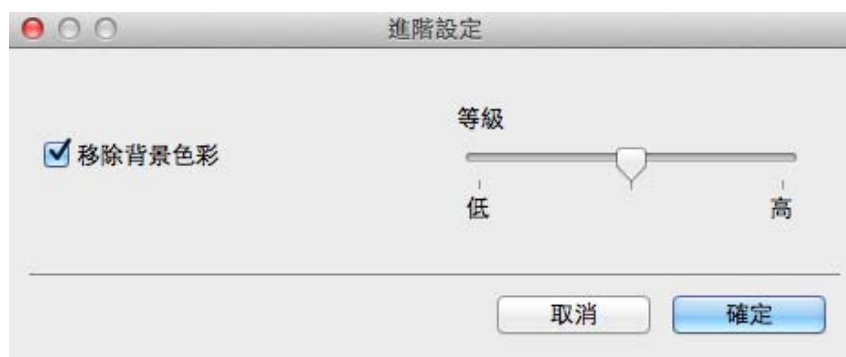 進階設定
等級
移除背景色彩
低 高
取消 確定